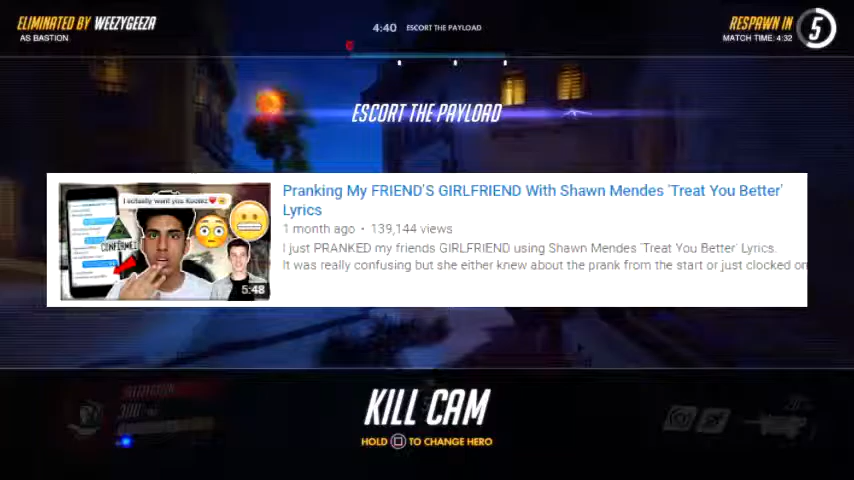 ELIMINATED BY WEEZYGEEZA
AS BASTION
4:40 ESCORT THE PAYLOAD
RESPAWN IN 5
MATCH TIME: 4:32
ESCORT THE PAYLOAD
I actually want you
CONFIRMED
5:48
Pranking My FRIEND'S GIRLFRIEND With Shawn Mendes 'Treat You Better'
Lyrics
1 month ago • 139,144 views
I just PRANKED my friends GIRLFRIEND using Shawn Mendes 'Treat You Better' Lyrics.
It was really confusing but she either knew about the prank from the start or just clocked on
WEEZYGEEZA
KILL CAM
HOLD TO CHANGE HERO